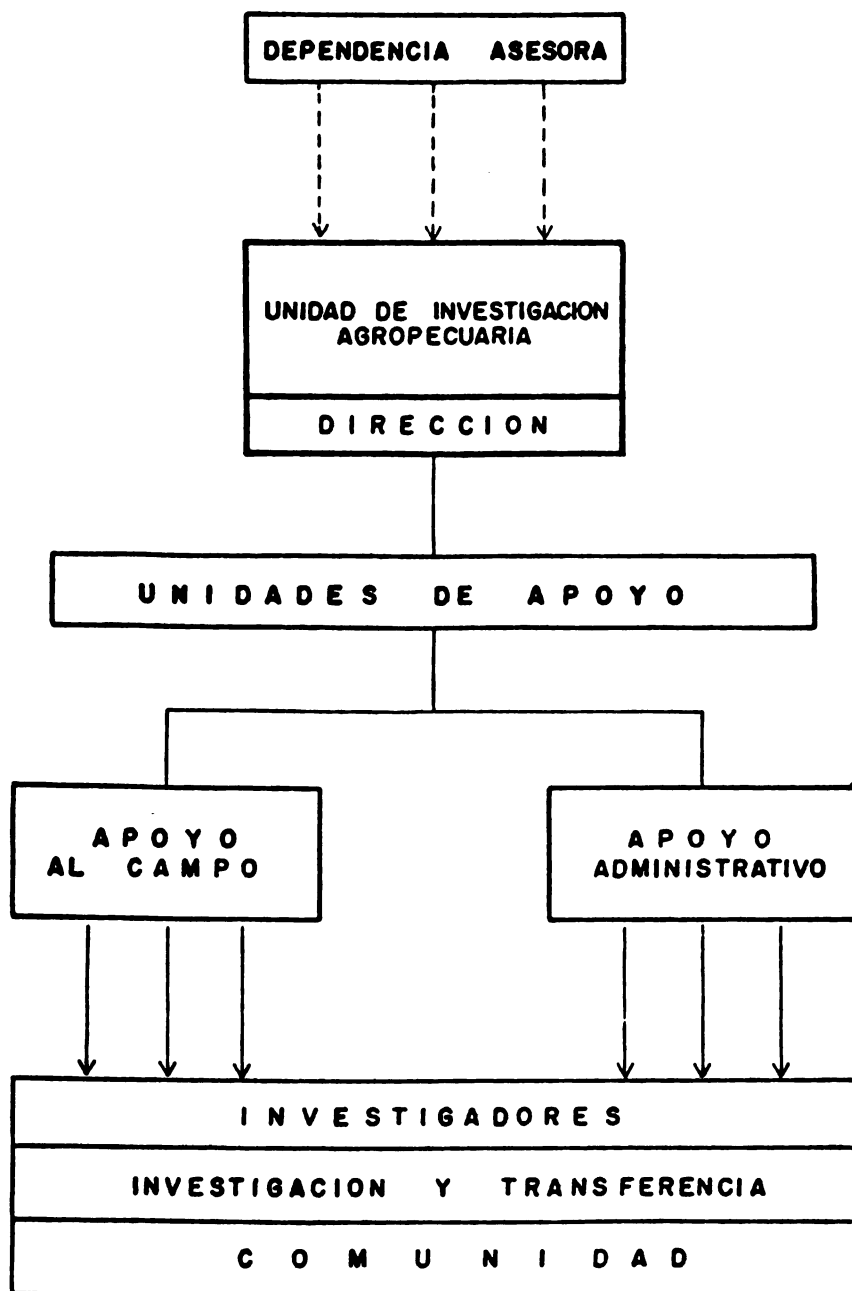 DEPENDENCIA ASESORA
UNIDAD DE INVESTIGACION
AGROPECUARIA
DIRECCION
UNIDADES DE APOYO
APOYO
AL CAMPO
APOYO
ADMINISTRATIVO
INVESTIGADORES
INVESTIGACION Y TRANSFERENCIA
COMUNIDAD